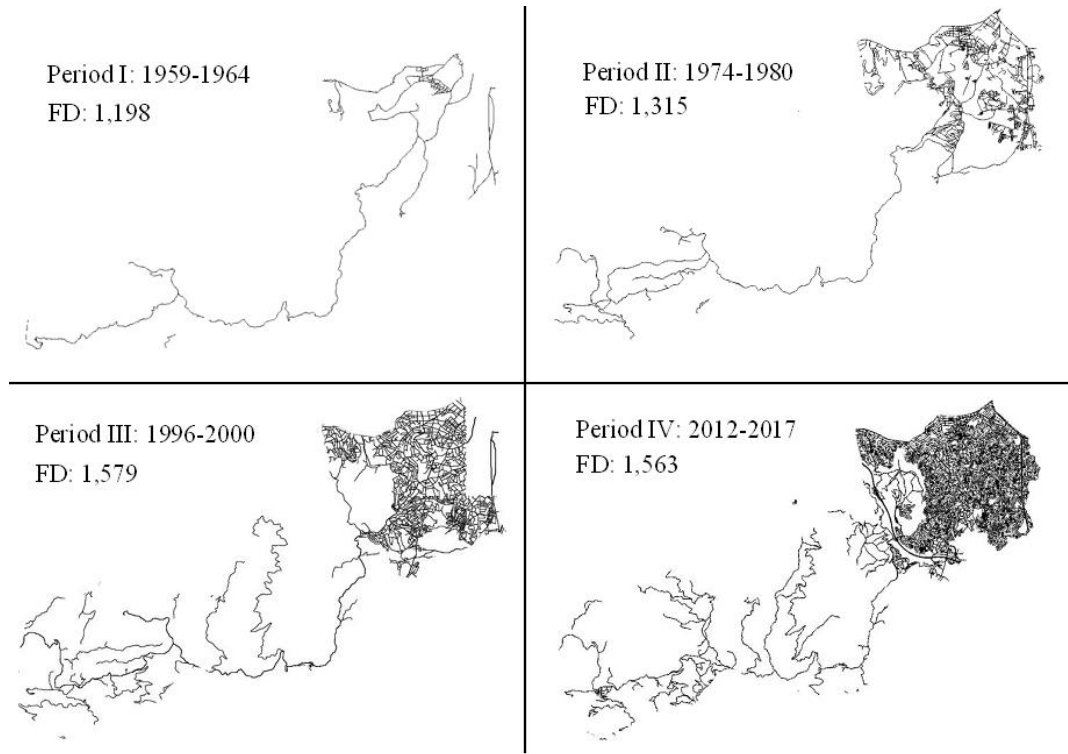 Period I: 1959-1964
FD: 1,198
Period II: 1974-1980
FD: 1,315
Period III: 1996-2000
FD: 1,579
Period IV: 2012-2017
FD: 1,563